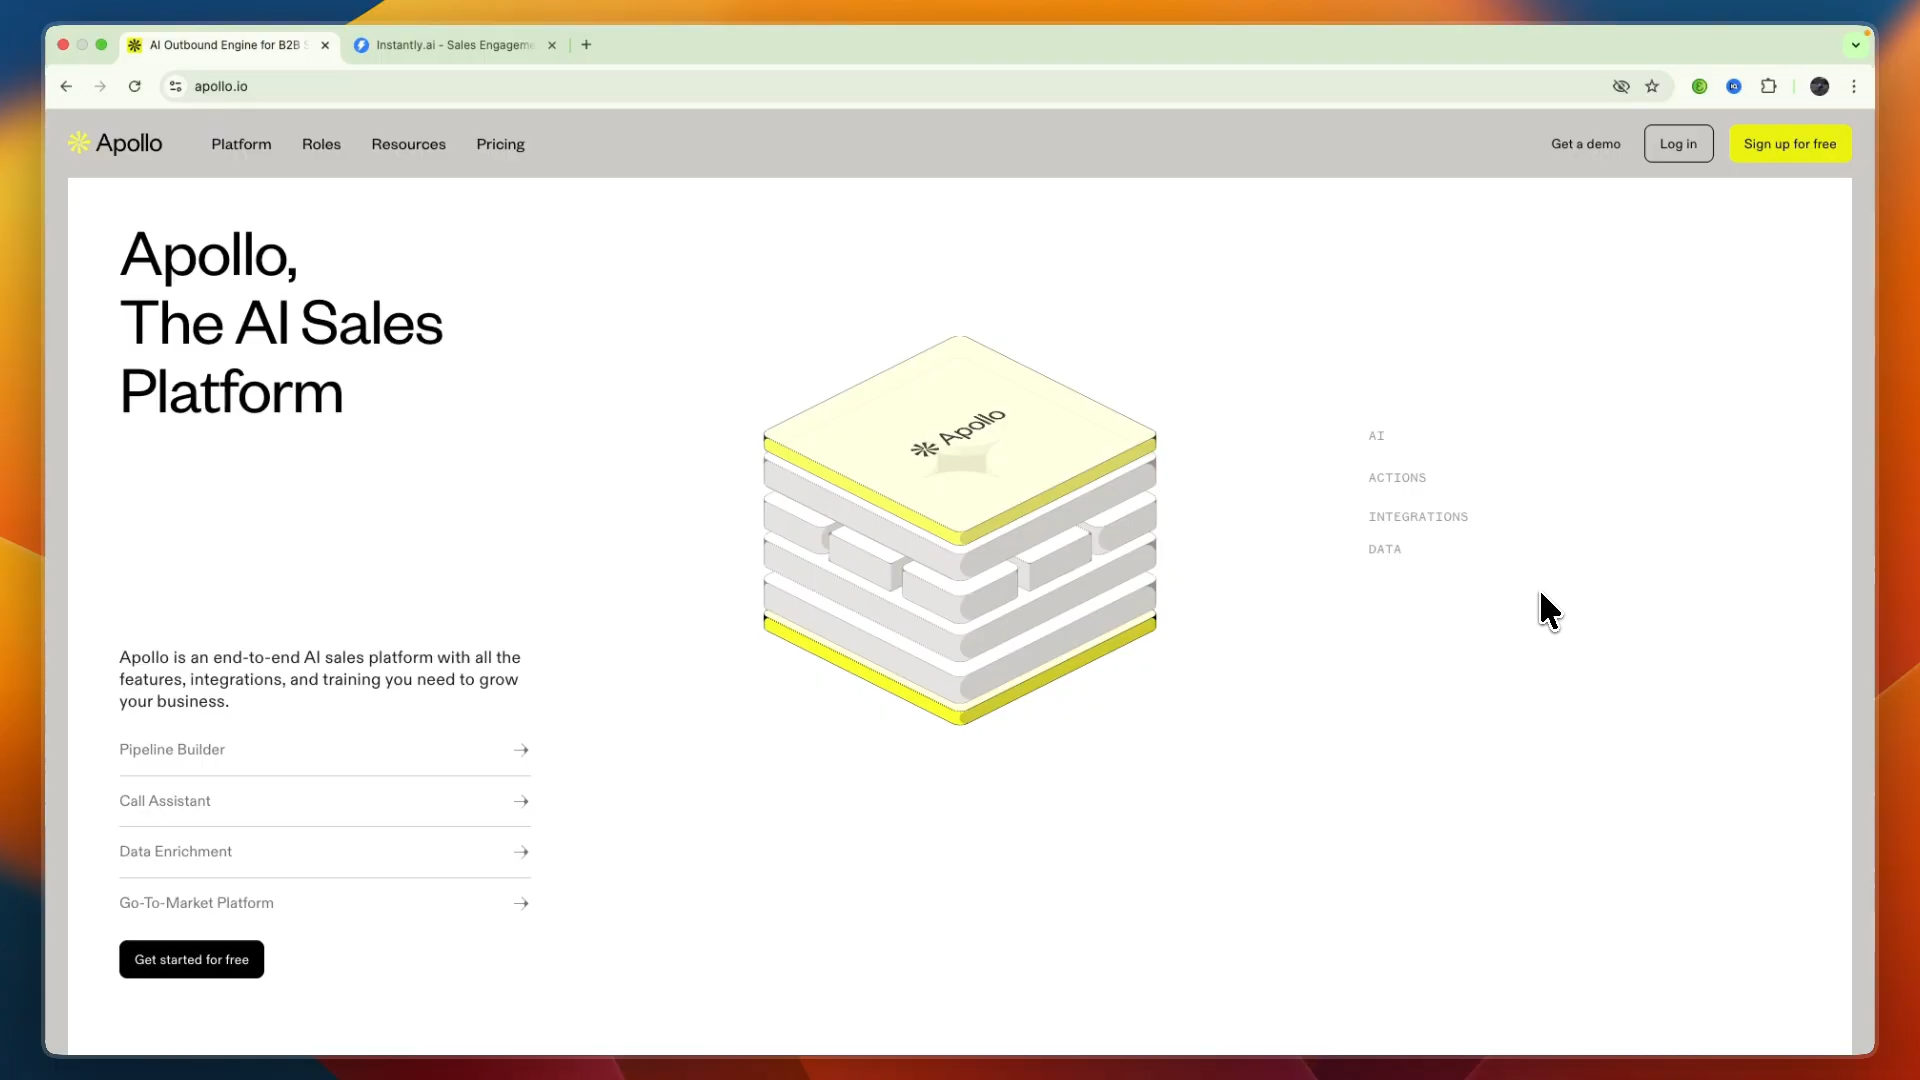 AI Outbound Engine for B2B
Instantly.ai - Sales Engageme
apollo.io
Apollo
Platform
Roles
Resources
Pricing
Get a demo
Log in
Sign up for free
Apollo,
The AI Sales
Platform
Apollo
AI
ACTIONS
INTEGRATIONS
DATA
Apollo is an end-to-end AI sales platform with all the
features, integrations, and training you need to grow
your business.
Pipeline Builder
Call Assistant
Data Enrichment
Go-To-Market Platform
Get started for free